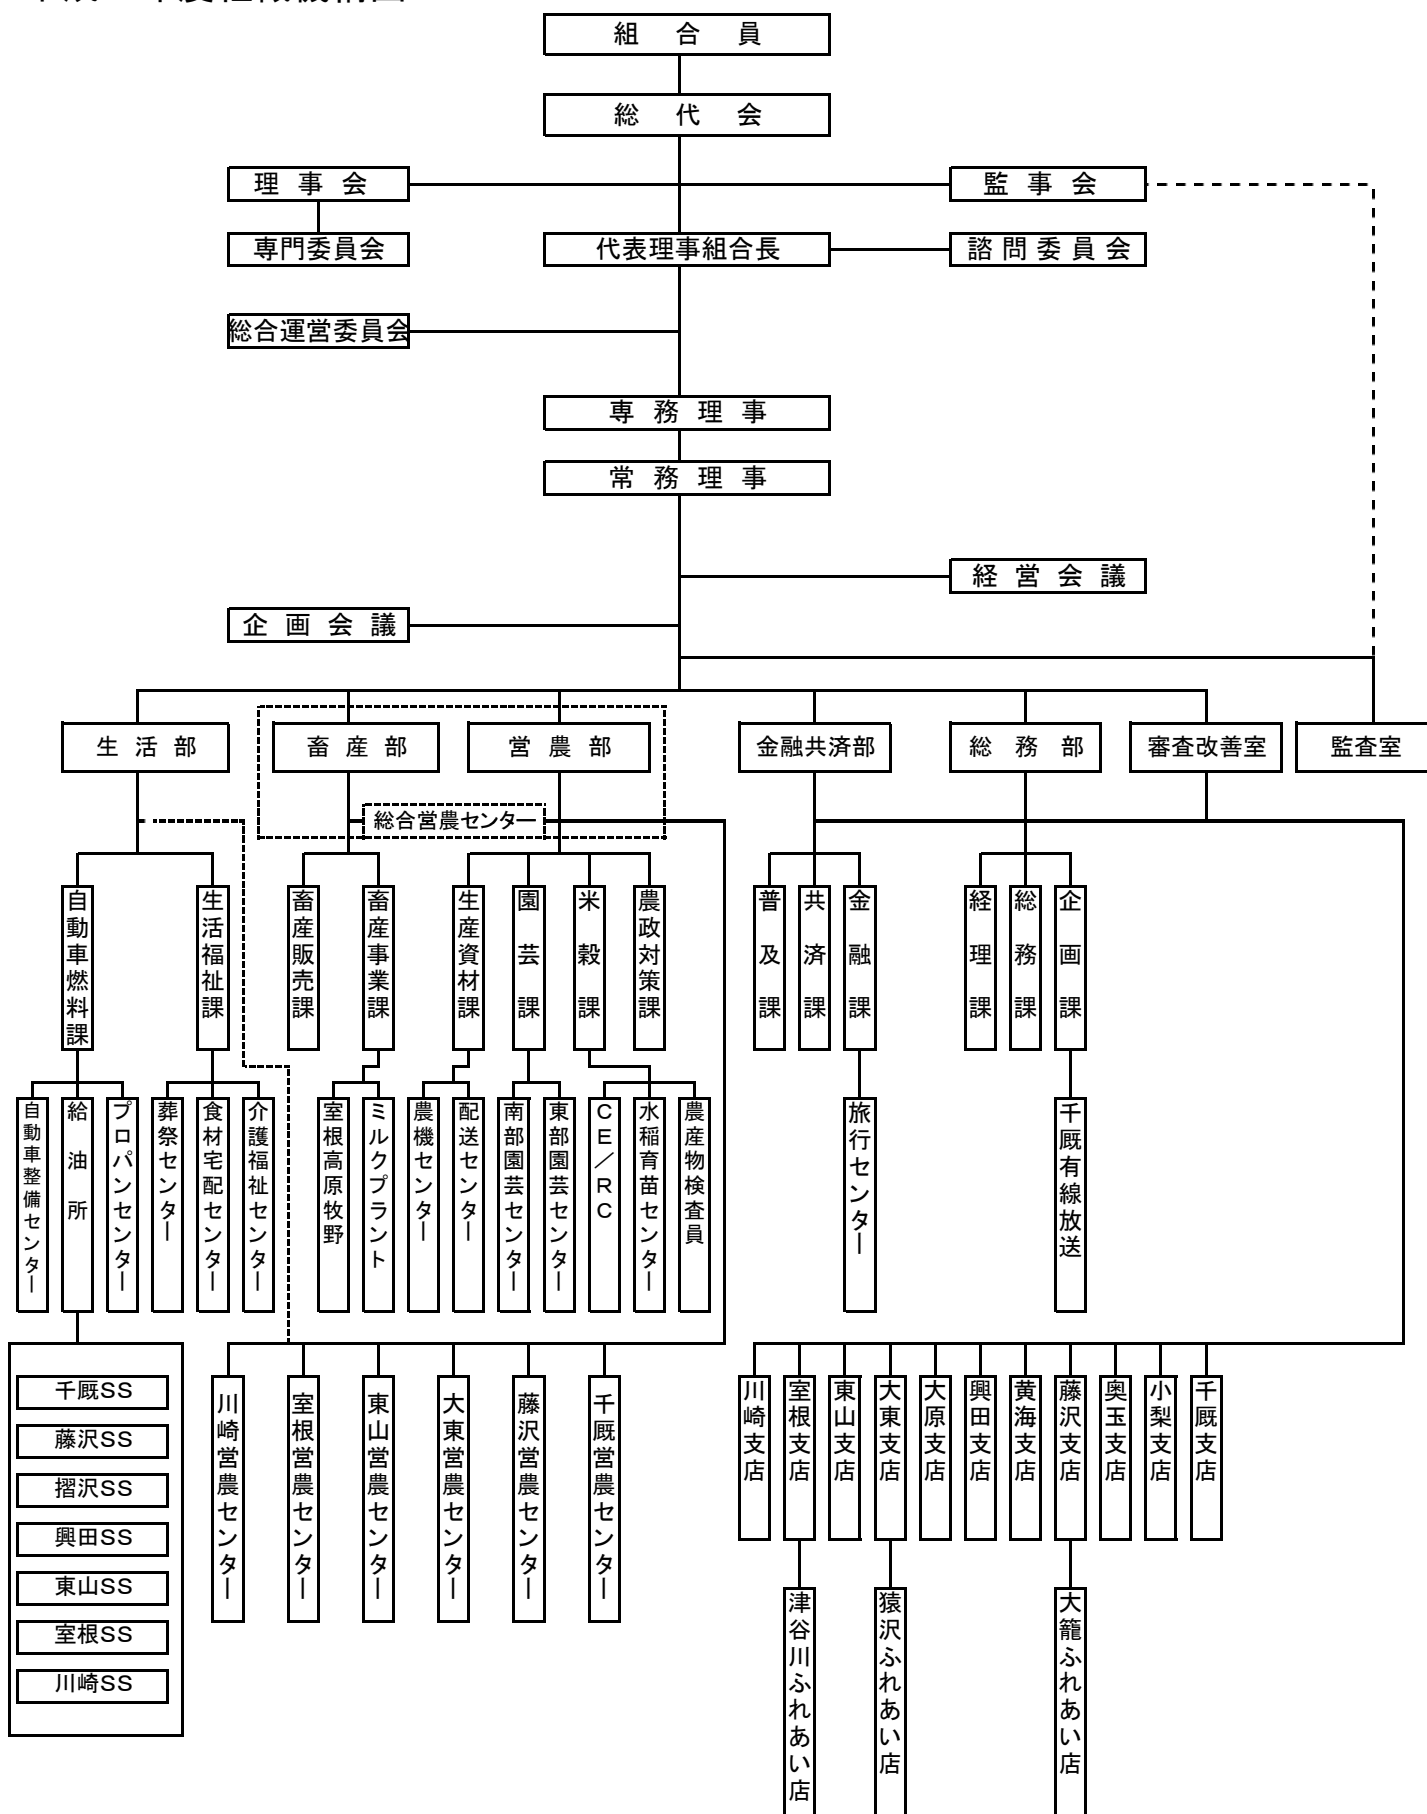 組合員
総代会
理事会
監事会
専門委員会
代表理事組合長
諮問委員会
総合運営委員会
専務理事
常務理事
経営会議
企画会議
生活部
畜産部
営農部
金融共済部
総務部
審査改善室
監査室
総合営農センター
自動車燃料課
生活福祉課
畜産販売課
畜産事業課
生産資材課
園芸課
米穀課
農政対策課
普及課
共済課
金融課
経理課
総務課
企画課
自動車整備センター
給油所
プロパンセンター
葬祭センター
食材宅配センター
介護福祉センター
室根高原牧野
ミルクプラント
農機センター
配送センター
南部園芸センター
東部園芸センター
CE/RC
水稲育苗センター
農産物検査員
旅行センター
千厩有線放送
千厩SS
藤沢SS
摺沢SS
興田SS
東山SS
室根SS
川崎SS
川崎営農センター
室根営農センター
東山営農センター
大東営農センター
藤沢営農センター
千厩営農センター
川崎支店
室根支店
東山支店
大東支店
大原支店
興田支店
黄海支店
藤沢支店
奥玉支店
小梨支店
千厩支店
津谷川ふれあい店
猿沢ふれあい店
大籠ふれあい店